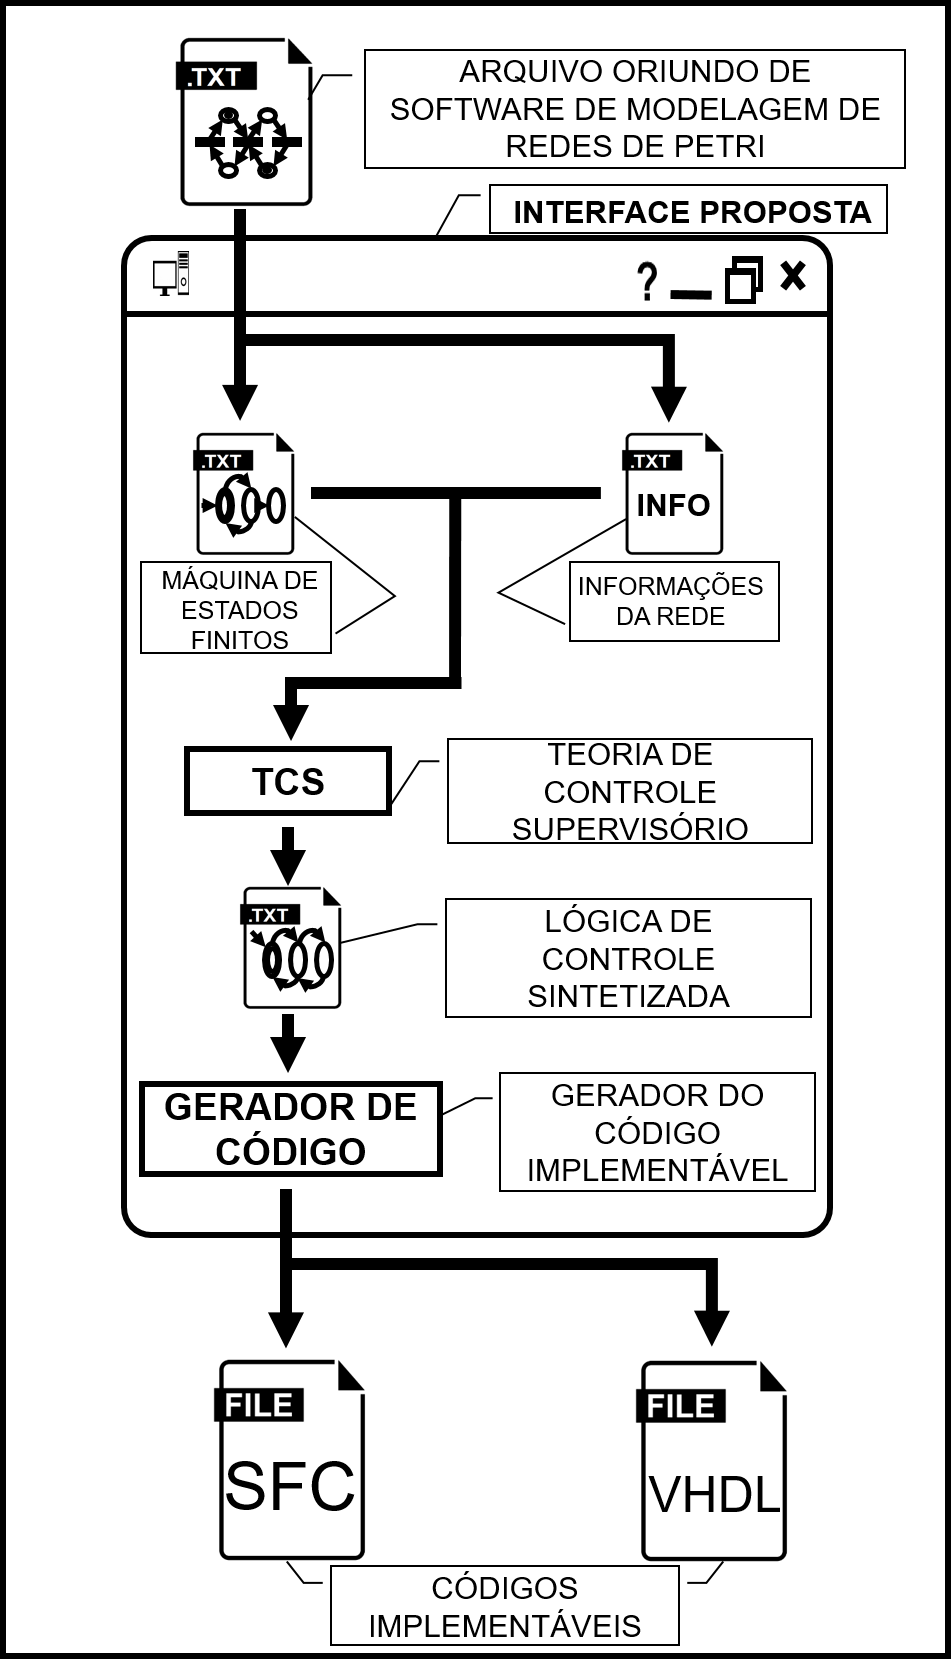 .TXT
ARQUIVO ORIUNDO DE
SOFTWARE DE MODELAGEM DE
REDES DE PETRI
INTERFACE PROPOSTA
?
.TXT
.TXT
INFO
MÁQUINA DE
ESTADOS
FINITOS
INFORMAÇÕES
DA REDE
TCS
TEORIA DE
CONTROLE
SUPERVISÓRIO
.TXT
LÓGICA DE
CONTROLE
SINTETIZADA
GERADOR DE
CÓDIGO
GERADOR DO
CÓDIGO
IMPLEMENTÁVEL
FILE
SFC
FILE
VHDL
CÓDIGOS
IMPLEMENTÁVEIS